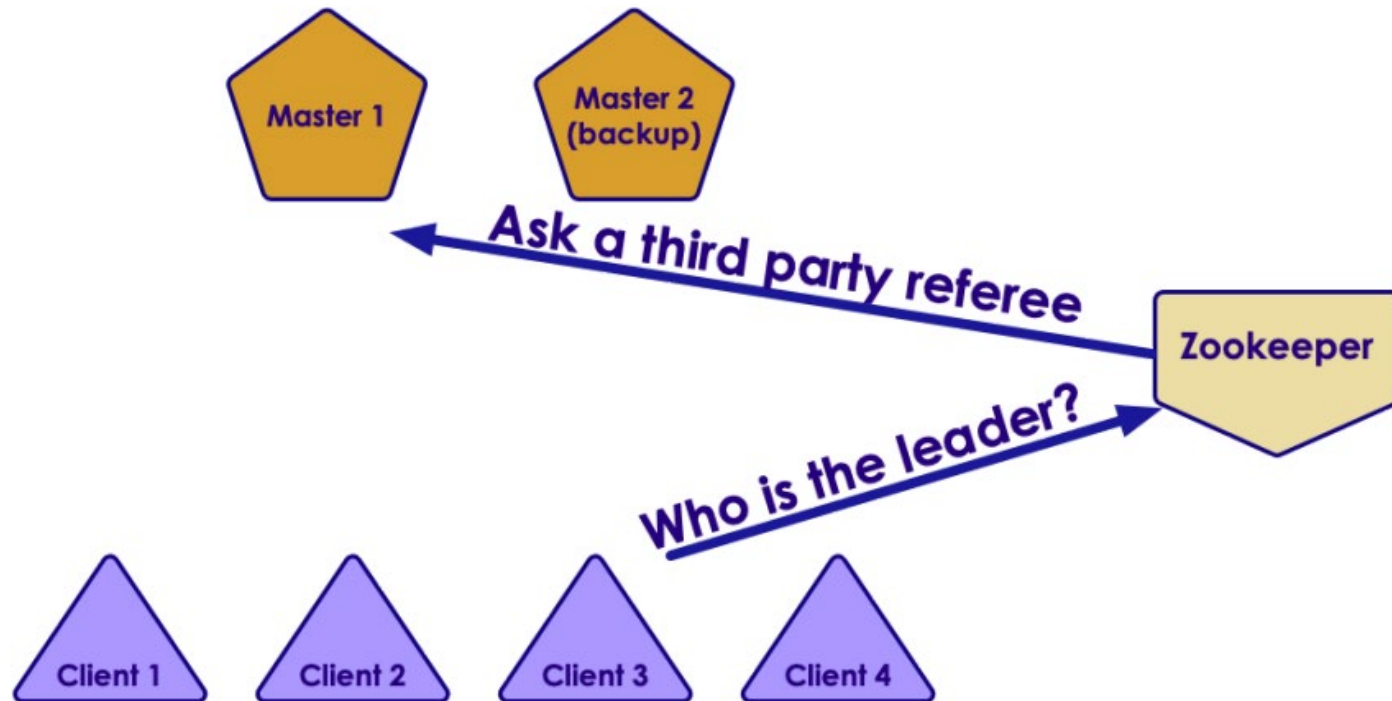 Master 1
Master 2
(backup)
Ask a third party referee
Zookeeper
Who is the leader?
Client 1
Client 2
Client 3
Client 4